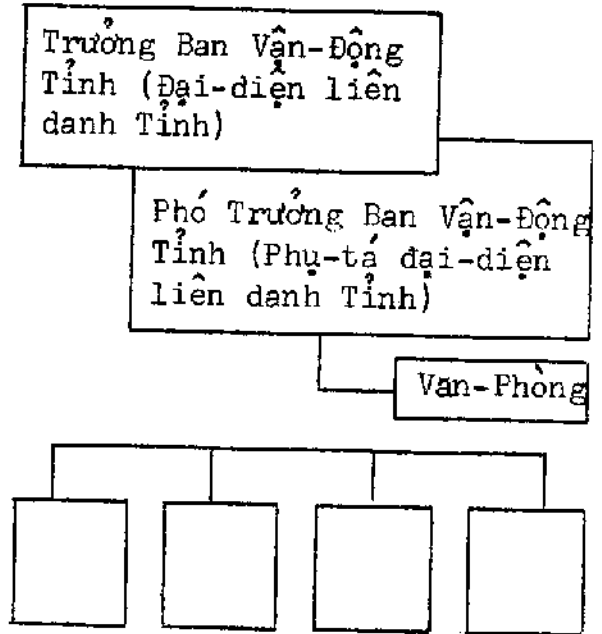 Trưởng Ban Vận-Động
Tỉnh (Đại-diện liên
danh Tỉnh)
Phó Trưởng Ban Vận-Động
Tỉnh (Phụ-tá đại-diện
liên danh Tỉnh)
Văn-Phòng